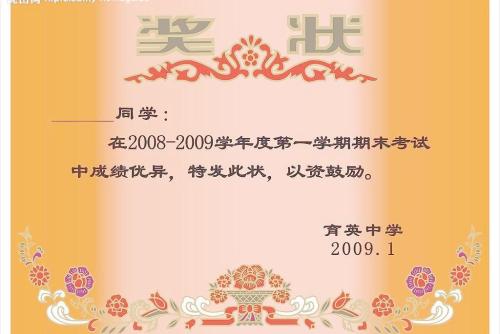 奖 状
______同学：
在2008-2009学年度第一学期期末考试
中成绩优异，特发此状，以资鼓励。
育英中学
2009.1